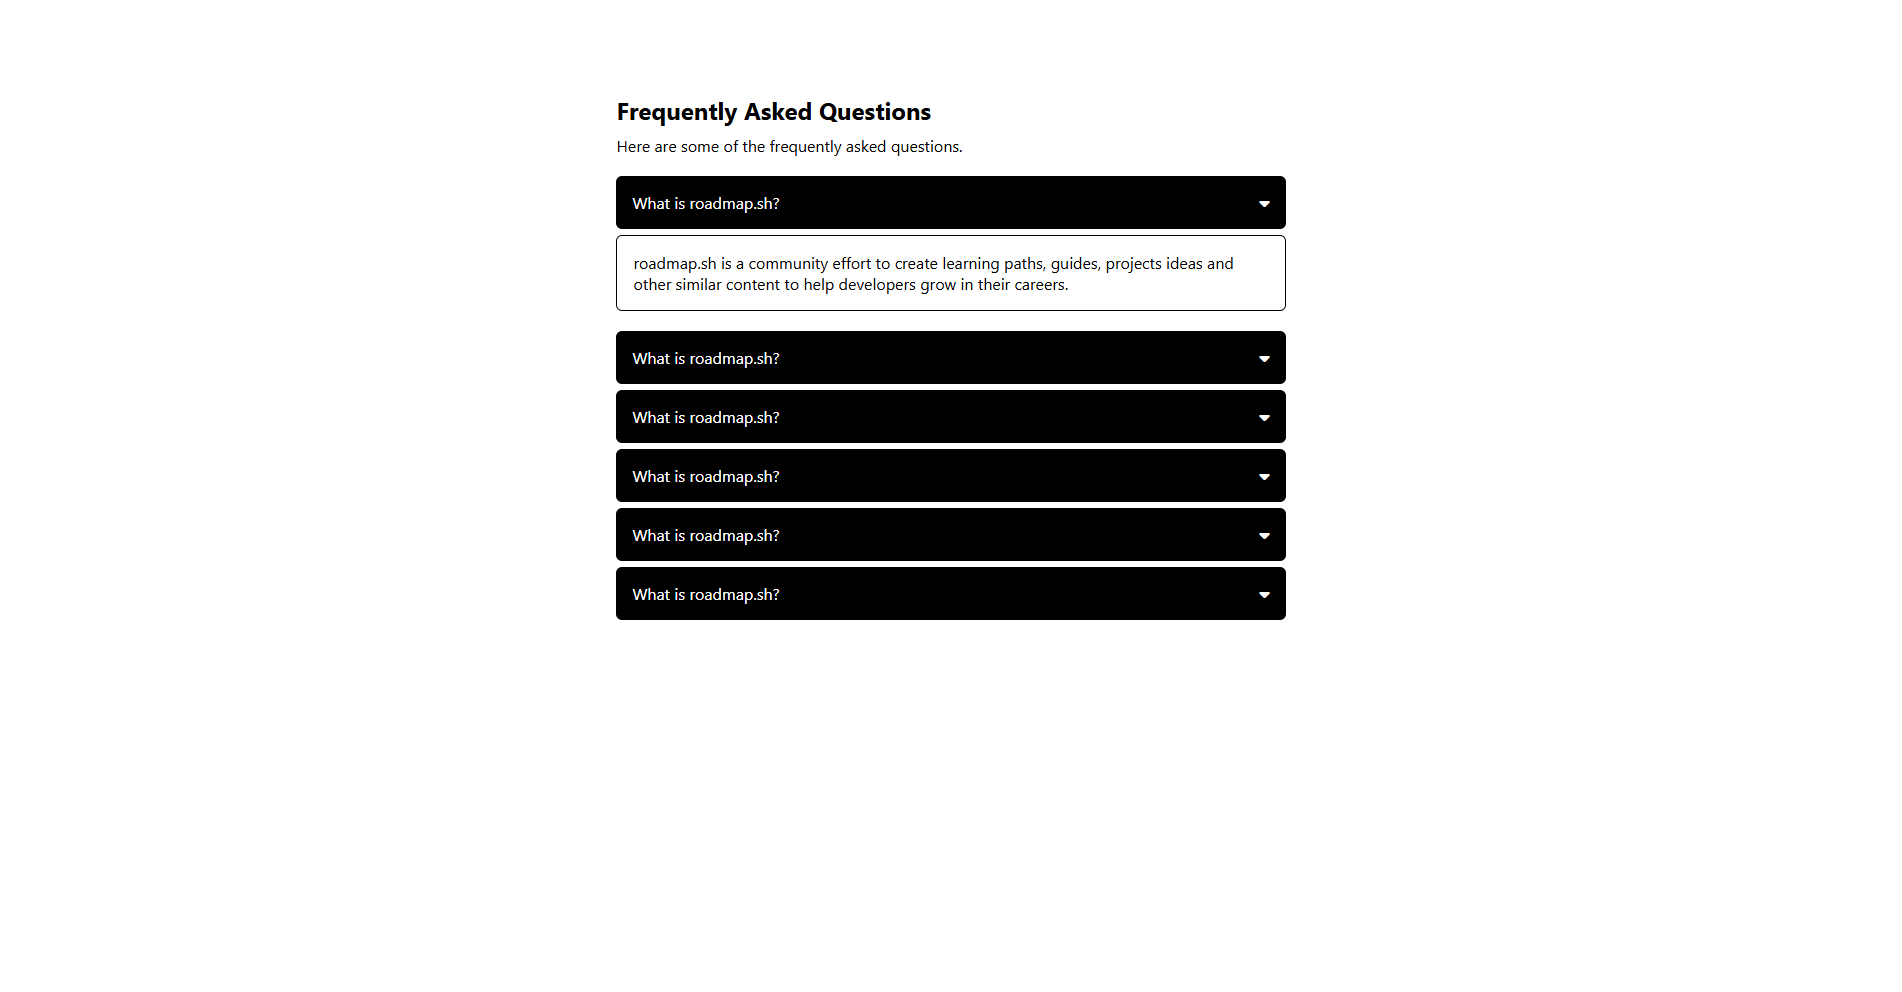 Frequently Asked Questions
Here are some of the frequently asked questions.
What is roadmap.sh?
roadmap.sh is a community effort to create learning paths, guides, projects ideas and
other similar content to help developers grow in their careers.
What is roadmap.sh?
What is roadmap.sh?
What is roadmap.sh?
What is roadmap.sh?
What is roadmap.sh?